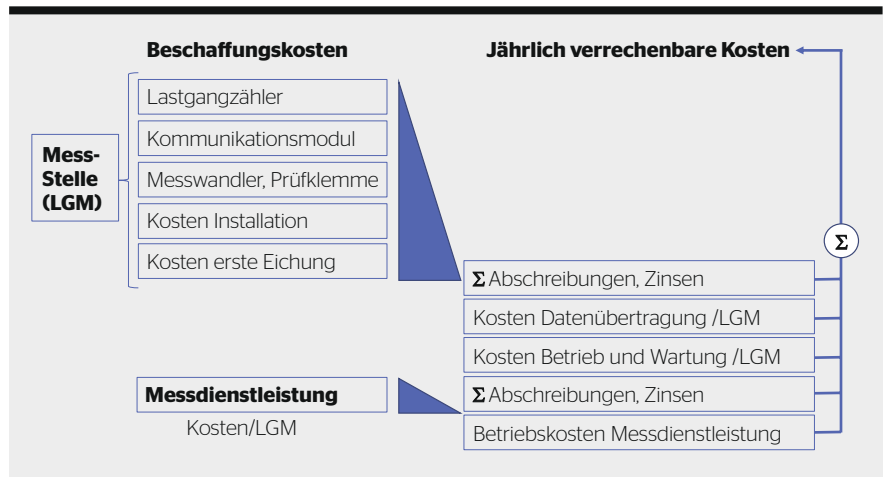 Beschaffungskosten
Jährlich verrechenbare Kosten
Mess-
Stelle
(LGM)
Lastgangzähler
Kommunikationsmodul
Messwandler, Prüfklemme
Kosten Installation
Kosten erste Eichung
Σ
Σ Abschreibungen, Zinsen
Kosten Datenübertragung /LGM
Kosten Betrieb und Wartung /LGM
Messdienstleistung
Kosten/LGM
Σ Abschreibungen, Zinsen
Betriebskosten Messdienstleistung